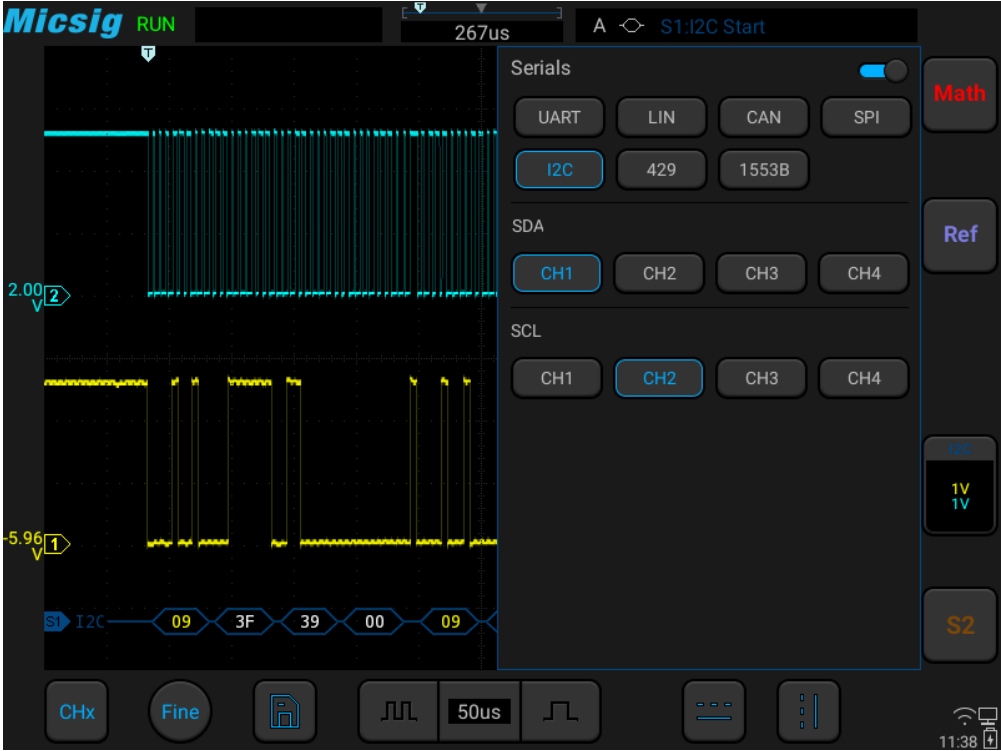 Micsig RUN
T
267us
A S1:I2C Start
T
Serials
UART LIN CAN SPI
I2C 429 1553B
SDA
CH1 CH2 CH3 CH4
SCL
CH1 CH2 CH3 CH4
2.00
V 2
-5.96
V 1
S1 I2C 09 3F 39 00 09
Math
Ref
I2C
1V
1V
S2
CHx Fine 50us
11:38